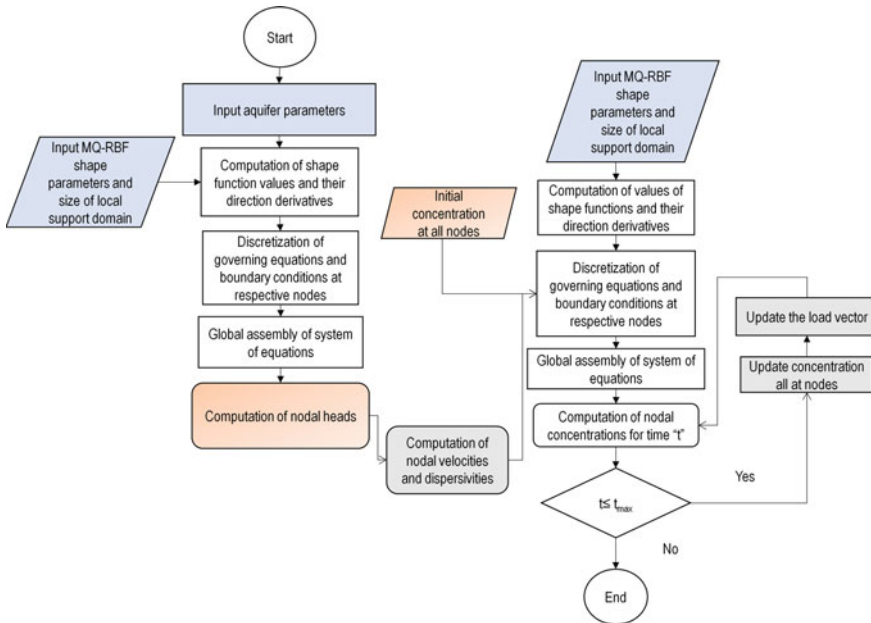 Start
Input aquifer parameters
Input MQ-RBF
shape
parameters and
size of local
support domain
Computation of shape
function values and their
direction derivatives
Discretization of
governing equations and
boundary conditions at
respective nodes
Global assembly of system
of equations
Computation of nodal heads
Computation of
nodal velocities
and dispersivities
Initial
concentration
at all nodes
Input MQ-RBF
shape
parameters and
size of local
support domain
Computation of values of
shape functions and their
direction derivatives
Discretization of
governing equations and
boundary conditions at
respective nodes
Global assembly of system of
equations
Computation of nodal
concentrations for time “t”
t≤ tmax
Yes
No
End
Update the load vector
Update concentration
all at nodes